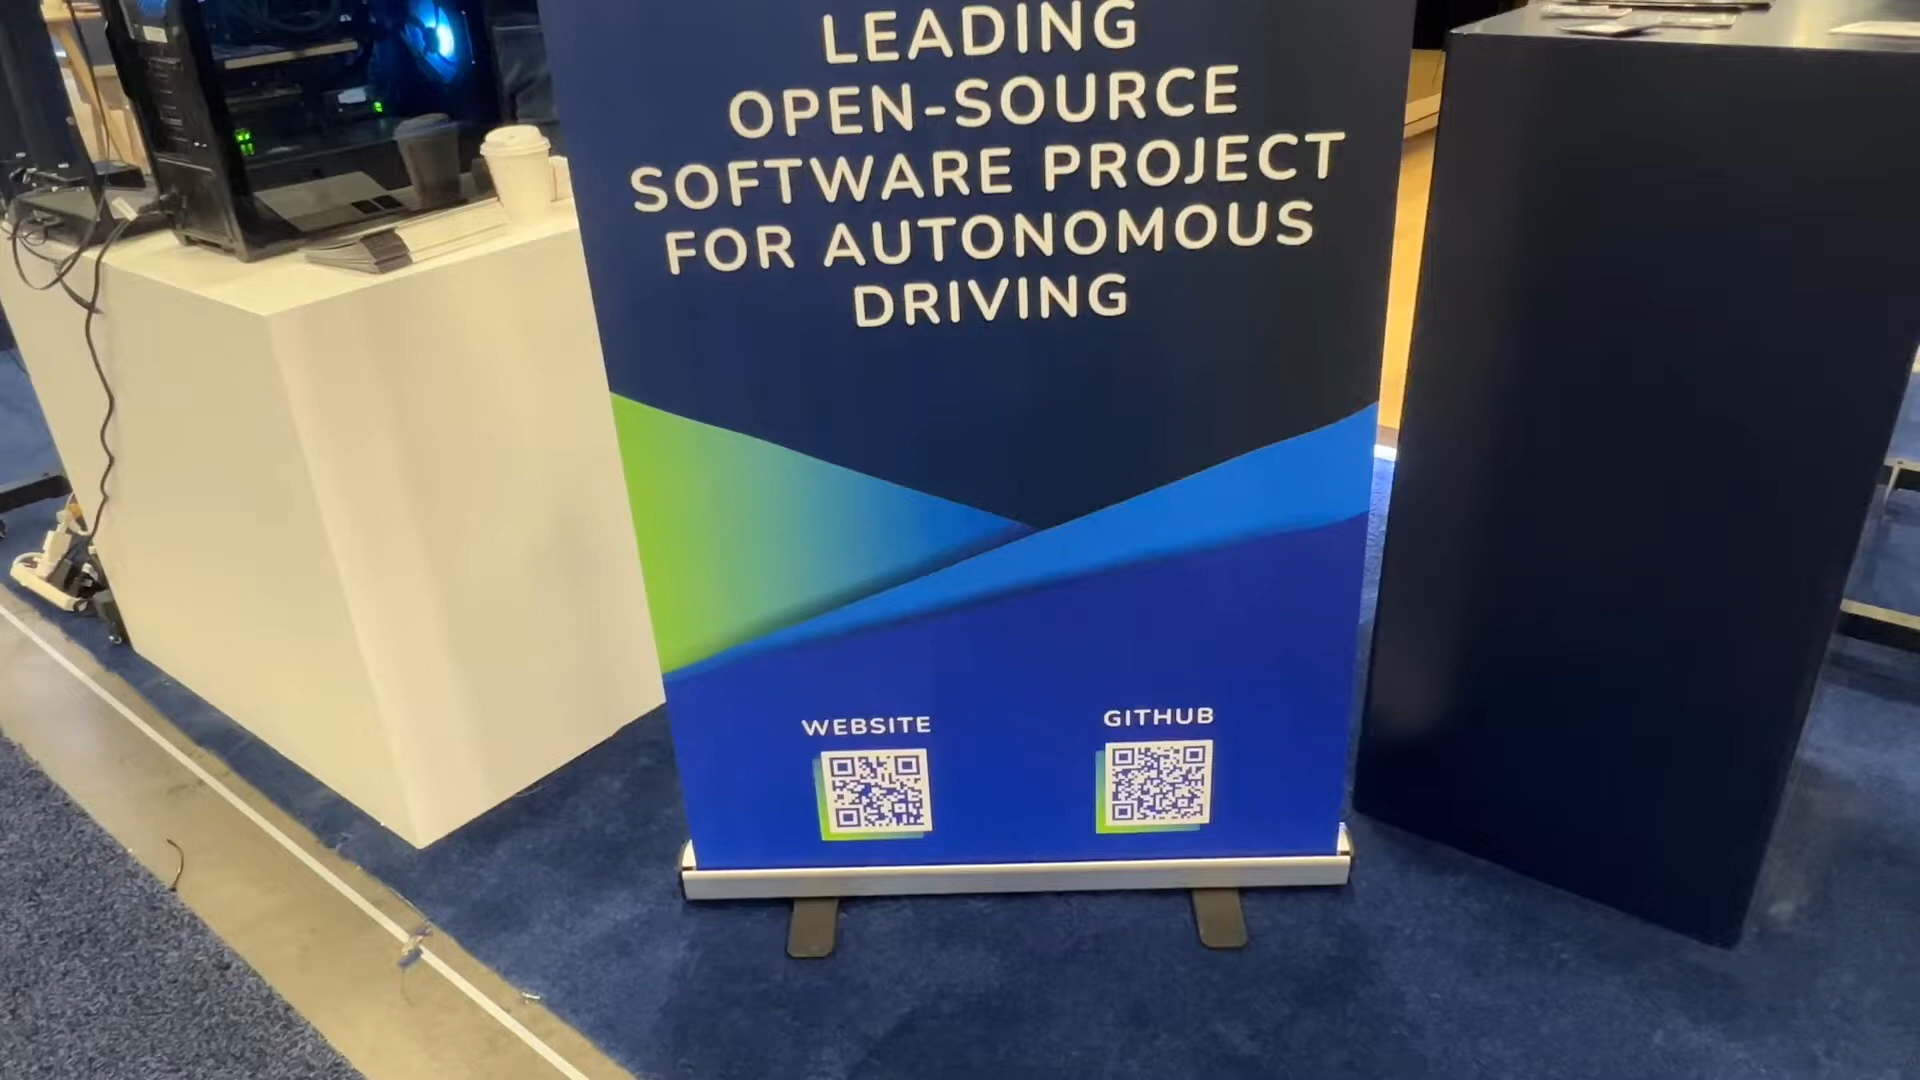 LEADING
OPEN-SOURCE
SOFTWARE PROJECT
FOR AUTONOMOUS
DRIVING
WEBSITE
GITHUB